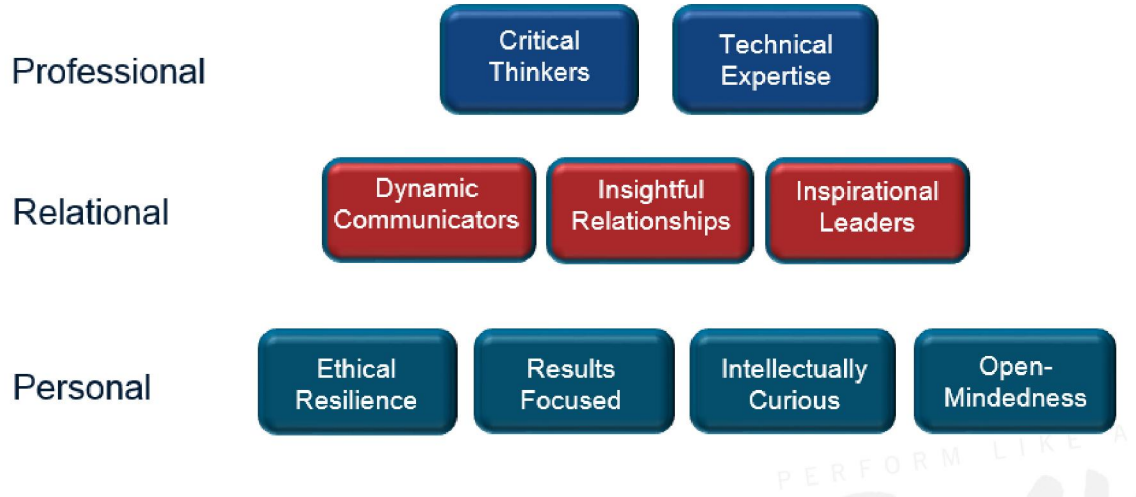 Professional
Critical
Thinkers
Technical
Expertise
Relational
Dynamic
Communicators
Insightful
Relationships
Inspirational
Leaders
Personal
Ethical
Resilience
Results
Focused
Intellectually
Curious
Open-
Mindedness
PERFORM LIKE A